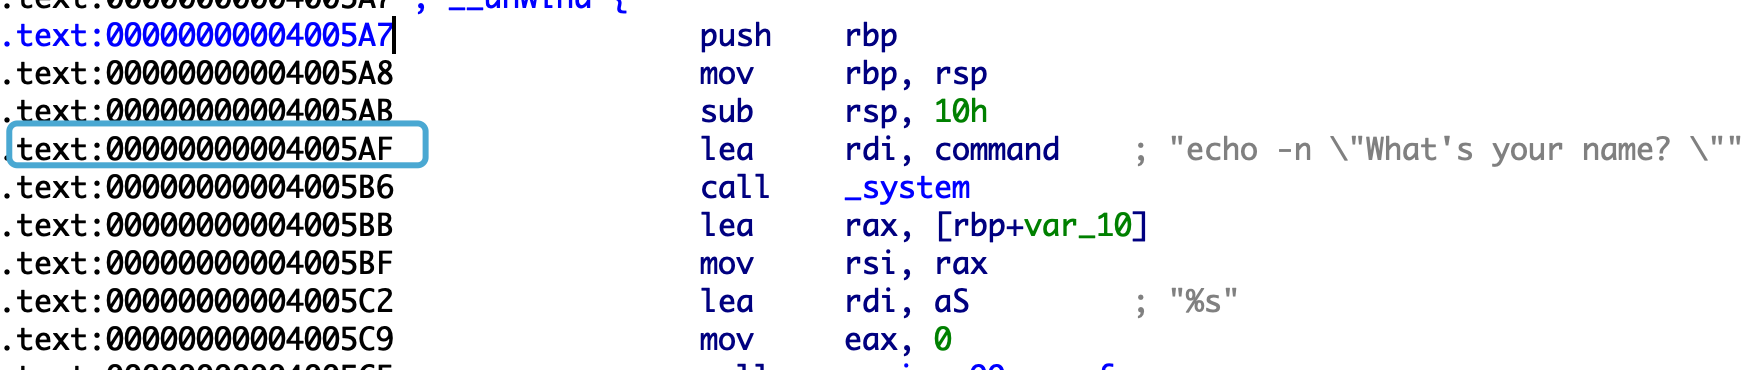 ; __unwind {
.text:00000000004005A7 push rbp
.text:00000000004005A8 mov rbp, rsp
.text:00000000004005AB sub rsp, 10h
.text:00000000004005AF lea rdi, command ; "echo -n \"What's your name? \""
.text:00000000004005B6 call _system
.text:00000000004005BB lea rax, [rbp+var_10]
.text:00000000004005BF mov rsi, rax
.text:00000000004005C2 lea rdi, aS ; "%s"
.text:00000000004005C9 mov eax, 0